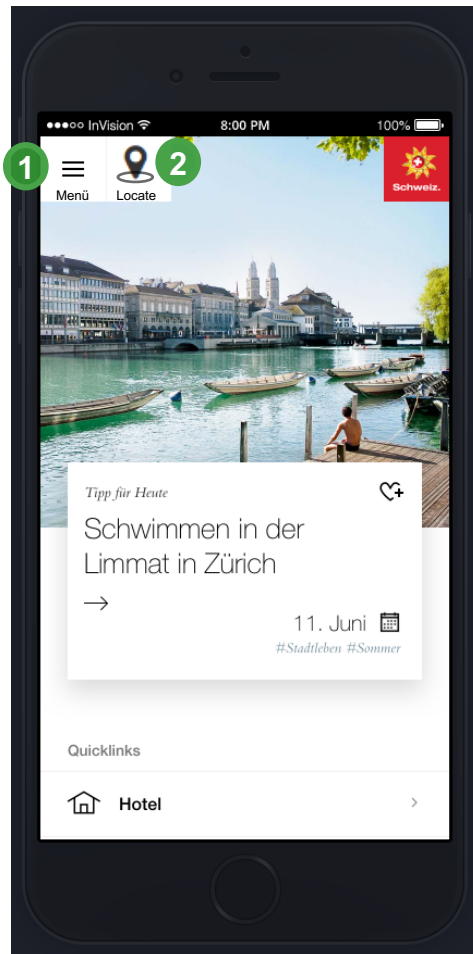 ●●●○○ InVision
8:00 PM
100%
1
2
Menü
Locate
Schweiz.
Tipp für Heute
Schwimmen in der
Limmat in Zürich
11. Juni
#Stadtleben #Sommer
Quicklinks
Hotel